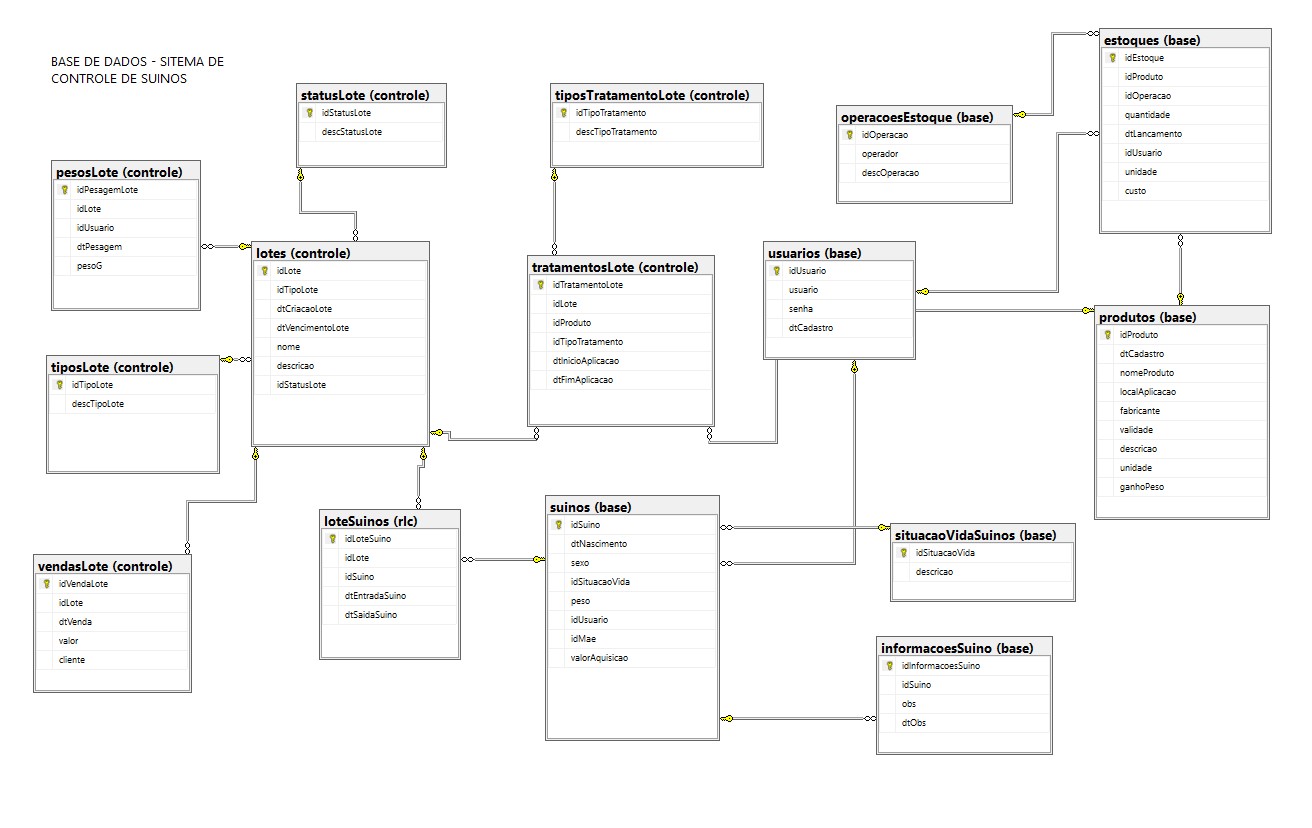 BASE DE DADOS - SITEMA DE
CONTROLE DE SUINOS
statusLote (controle)
idStatusLote
descStatusLote
tiposTratamentoLote (controle)
idTipoTratamento
descTipoTratamento
operacoesEstoque (base)
idOperacao
operador
descOperacao
estoques (base)
idEstoque
idProduto
idOperacao
quantidade
dtLancamento
idUsuario
unidade
custo
pesosLote (controle)
idPesagemLote
idLote
idUsuario
dtPesagem
pesoG
lotes (controle)
idLote
idTipoLote
dtCriacaoLote
dtVencimentoLote
nome
descricao
idStatusLote
tratamentosLote (controle)
idTratamentoLote
idLote
idProduto
idTipoTratamento
dtInicioAplicacao
dtFimAplicacao
usuarios (base)
idUsuario
usuario
senha
dtCadastro
produtos (base)
idProduto
dtCadastro
nomeProduto
localAplicacao
fabricante
validade
descricao
unidade
ganhoPeso
tiposLote (controle)
idTipoLote
descTipoLote
vendasLote (controle)
idVendaLote
idLote
dtVenda
valor
cliente
loteSuinos (rlc)
idLoteSuino
idLote
idSuino
dtEntradaSuino
dtSaidaSuino
suinos (base)
idSuino
dtNascimento
sexo
idSituacaoVida
peso
idUsuario
idMae
valorAquisicao
situacaoVidaSuinos (base)
idSituacaoVida
descricao
informacoesSuino (base)
idInformacoesSuino
idSuino
obs
dtObs